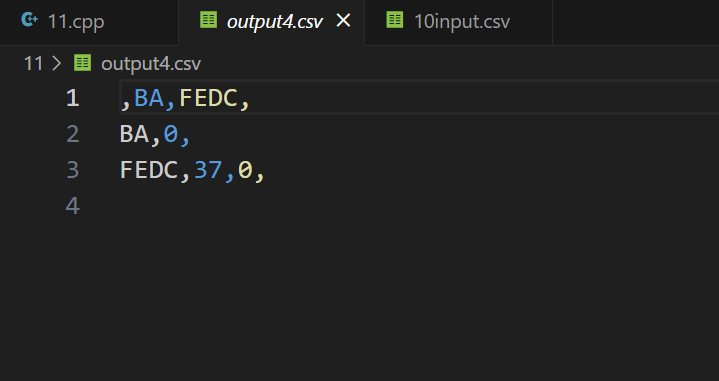 11.cpp output4.csv 10input.csv
11 > output4.csv
1 ,BA,FEDC,
2 BA,0,
3 FEDC,37,0,
4